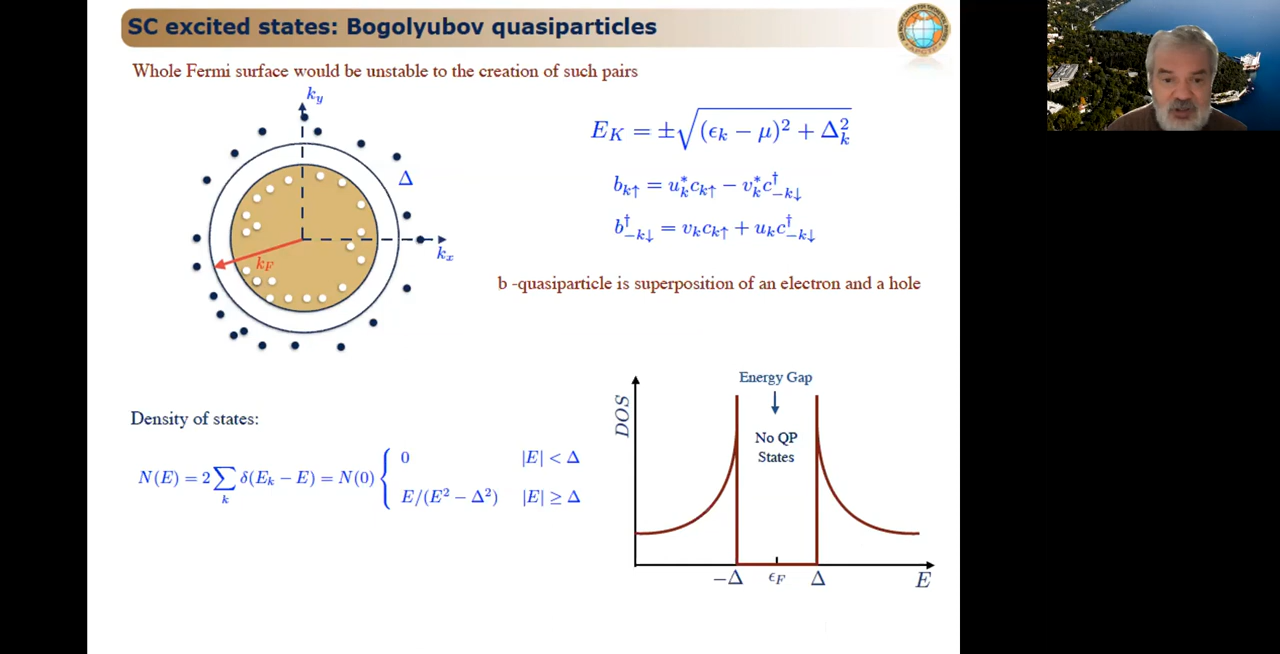 SC excited states: Bogolyubov quasiparticles
Whole Fermi surface would be unstable to the creation of such pairs
k_y
Δ
k_x
k_F
E_K = ±√((ϵ_k − μ)² + Δ_k²)
b_{k↑} = u_k^* c_{k↑} − v_k^* c^†_{−k↓}
b^†_{−k↓} = v_k c_{k↑} + u_k c^†_{−k↓}
b -quasiparticle is superposition of an electron and a hole
Density of states:
N(E) = 2 ∑_k δ(E_k − E) = N(0) { 0 |E| < Δ
E/(E² − Δ²) |E| ≥ Δ
DOS
Energy Gap
No QP
States
−Δ ϵ_F Δ E